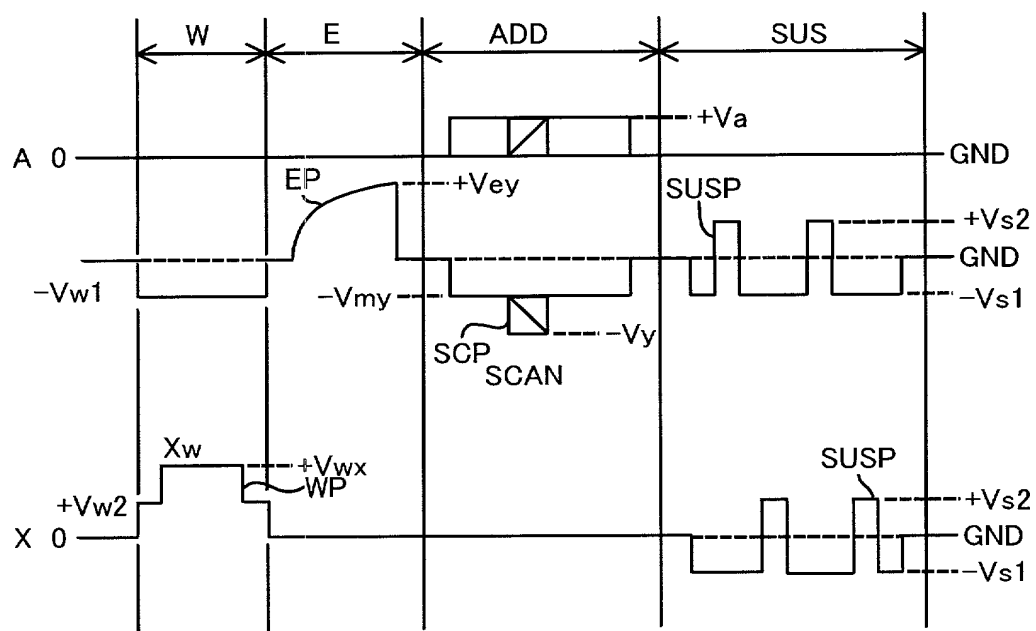 W E ADD SUS
+Va
A 0 GND
EP +Vey SUSP
+Vs2
GND
−Vw1 −Vmy −Vs1
SCP −Vy
SCAN
Xw +Vwx SUSP
WP
+Vw2 +Vs2
X 0 GND
−Vs1